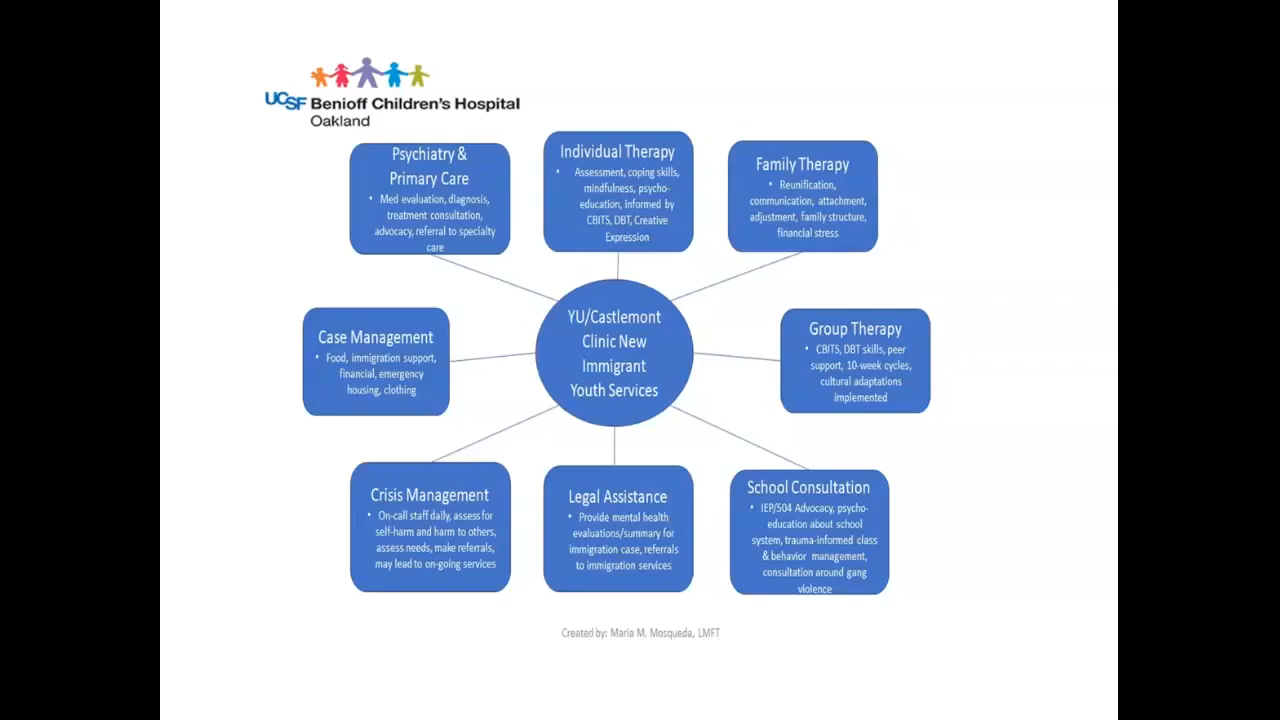 UCSF Benioff Children's Hospital
Oakland
Psychiatry &
Primary Care
• Med evaluation, diagnosis,
treatment consultation,
advocacy, referral to specialty
care
Individual Therapy
• Assessment, coping skills,
mindfulness, psycho-
education, informed by
CBITS, DBT, Creative
Expression
Family Therapy
• Reunification,
communication, attachment,
adjustment, family structure,
financial stress
Case Management
• Food, immigration support,
financial, emergency
housing, clothing
YU/Castlemont
Clinic New
Immigrant
Youth Services
Group Therapy
• CBITS, DBT skills, peer
support, 10-week cycles,
cultural adaptations
implemented
Crisis Management
• On-call staff daily, assess for
self-harm and harm to others,
assess needs, make referrals,
may lead to on-going services
Legal Assistance
• Provide mental health
evaluations/summary for
immigration case, referrals
to immigration services
School Consultation
• IEP/504 Advocacy, psycho-
education about school
system, trauma-informed class
& behavior management,
consultation around gang
violence
Created by: Maria M. Mosqueda, LMFT